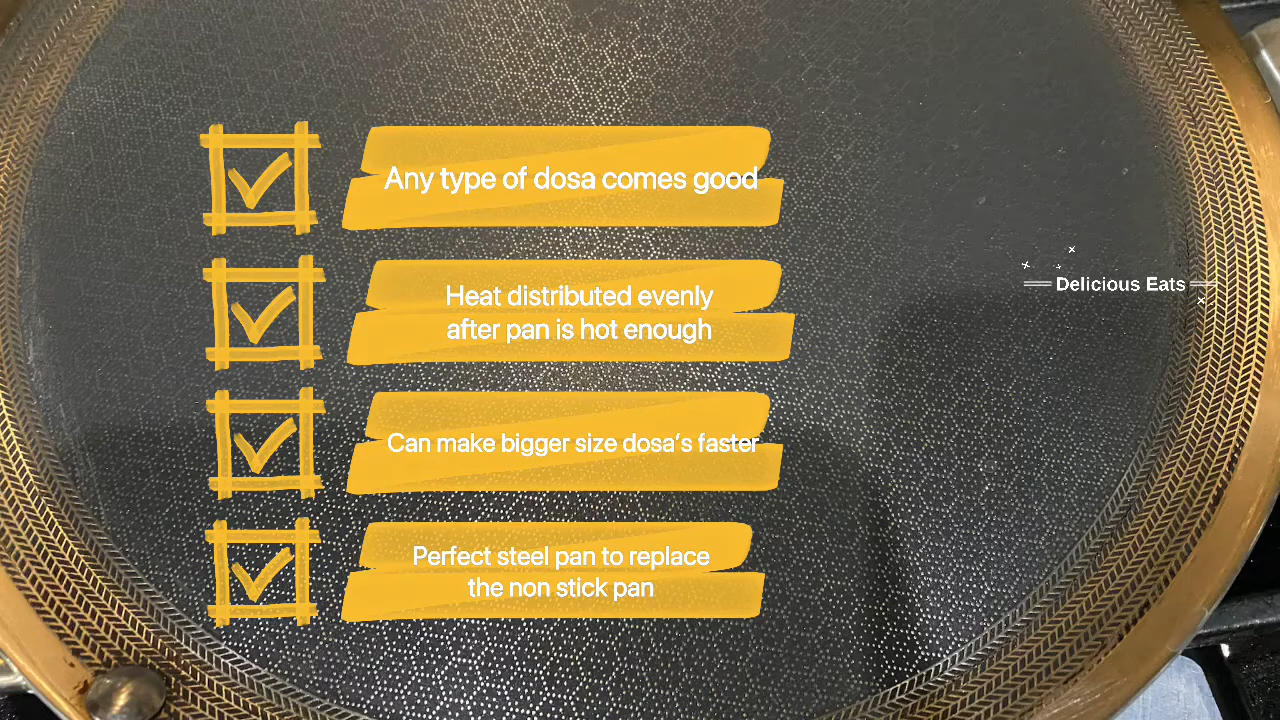 Any type of dosa comes good
Heat distributed evenly
after pan is hot enough
Can make bigger size dosa's faster
Perfect steel pan to replace
the non stick pan
Delicious Eats